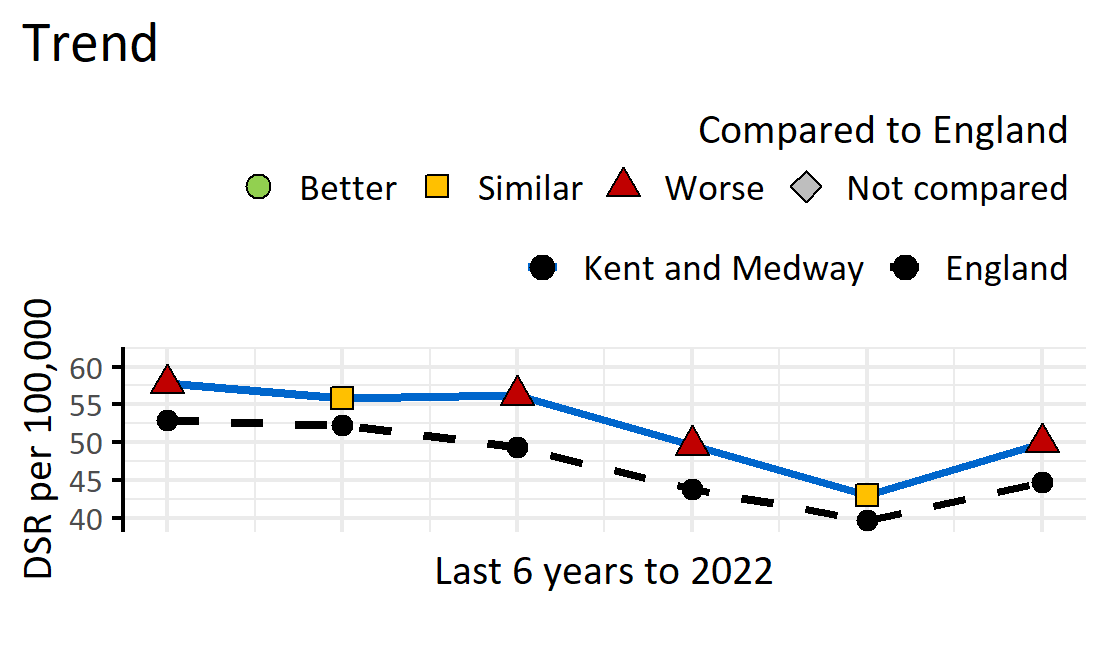 Trend
Compared to England
Better Similar Worse Not compared
Kent and Medway England
DSR per 100,000
60
55
50
45
40
Last 6 years to 2022